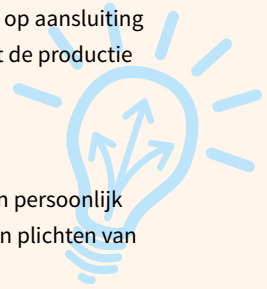 op aansluiting
t de productie
n persoonlijk
n plichten van